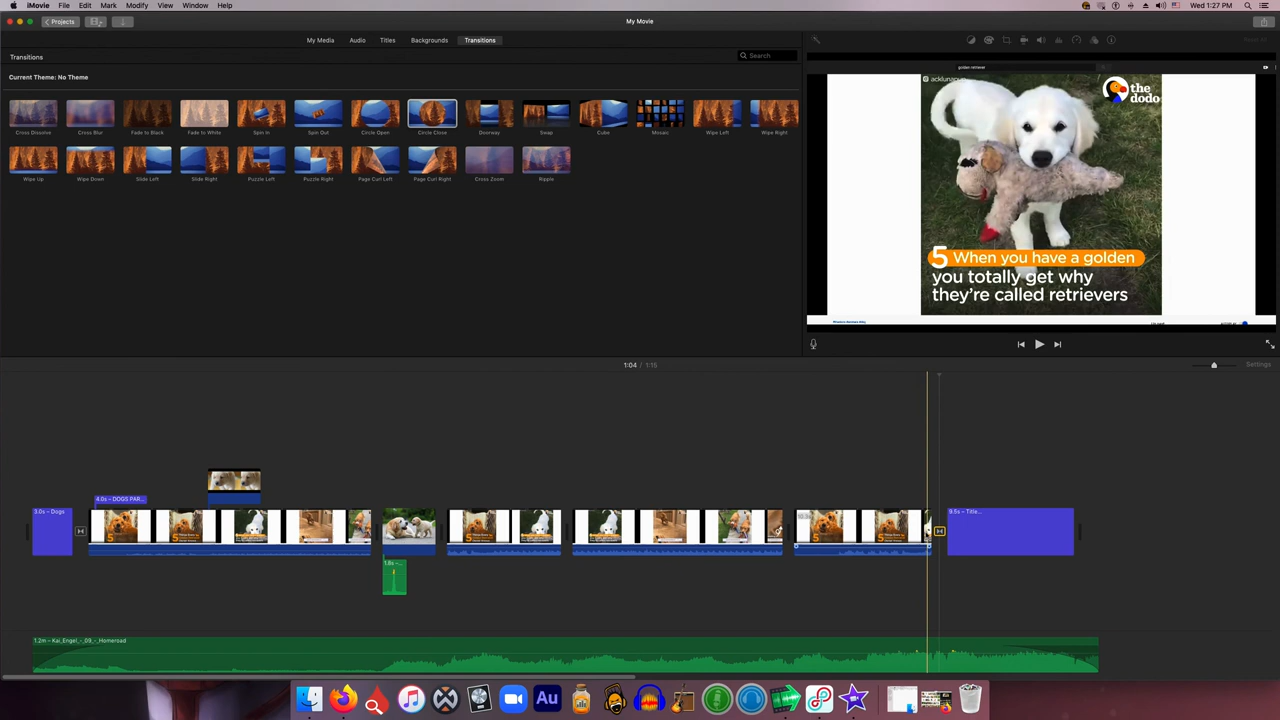 iMovie File Edit Mark Modify View Window Help
Wed 1:27 PM
Projects
My Movie
My Media Audio Titles Backgrounds Transitions
Transitions
Search
Current Theme: No Theme
Cross Dissolve Cross Blur Fade to Black Fade to White Spin In Spin Out Circle Open Circle Close Doorway Swap Cube Mosaic Wipe Left Wipe Right
Wipe Up Wipe Down Slide Left Slide Right Puzzle Left Puzzle Right Page Curl Left Page Curl Right Cross Zoom Ripple
golden retriever
the
dodo
5 When you have a golden
you totally get why
they're called retrievers
1:04 / 1:15
Settings
4.0s – DOGS PAR...
3.0s – Dogs
9.5s – Title...
1.8s –...
1.2m – Kai_Engel_-_09_-_Homeroad
Au